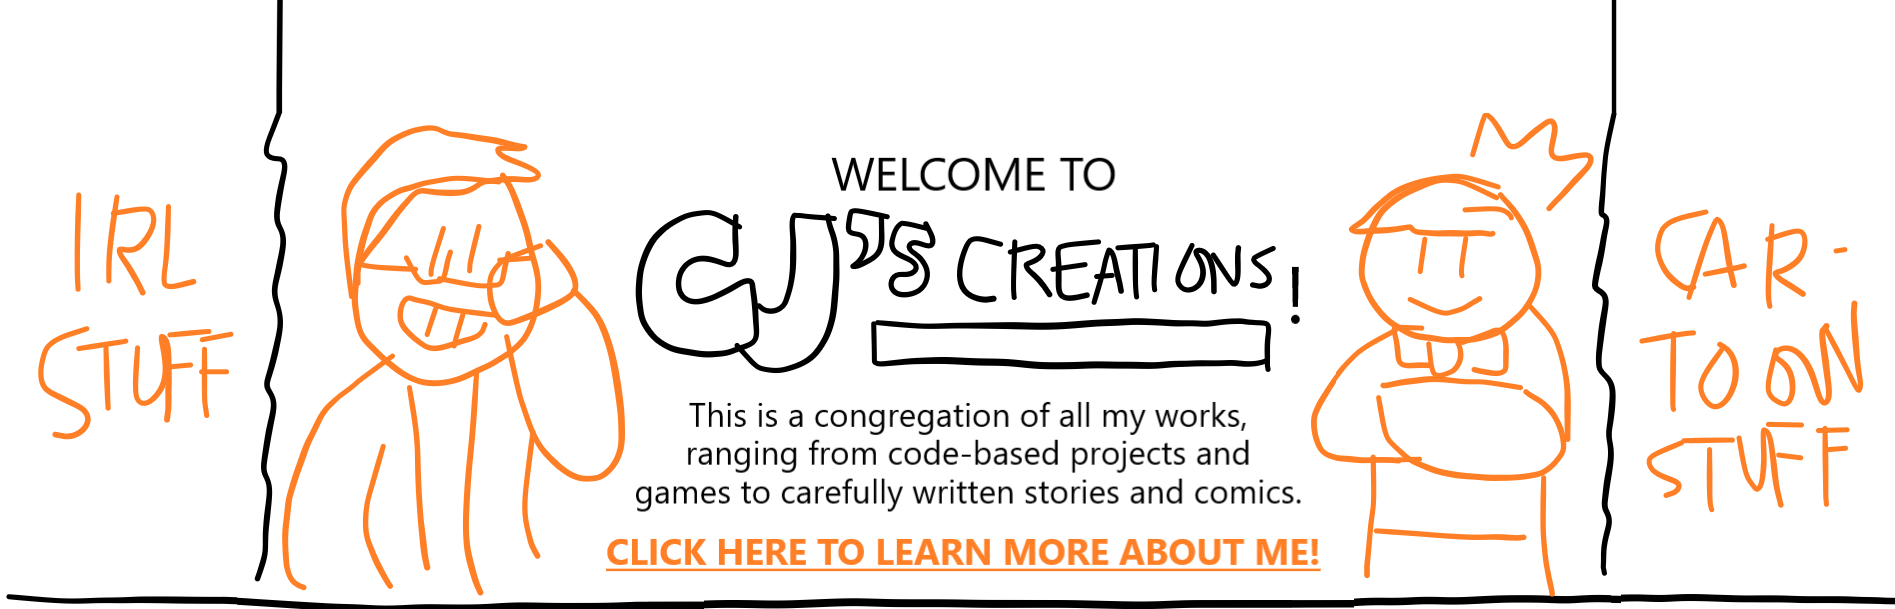 IRL
STUFF
WELCOME TO
CJ's CREATIONS!
This is a congregation of all my works,
ranging from code-based projects and
games to carefully written stories and comics.
CLICK HERE TO LEARN MORE ABOUT ME!
CAR-
TOON
STUFF